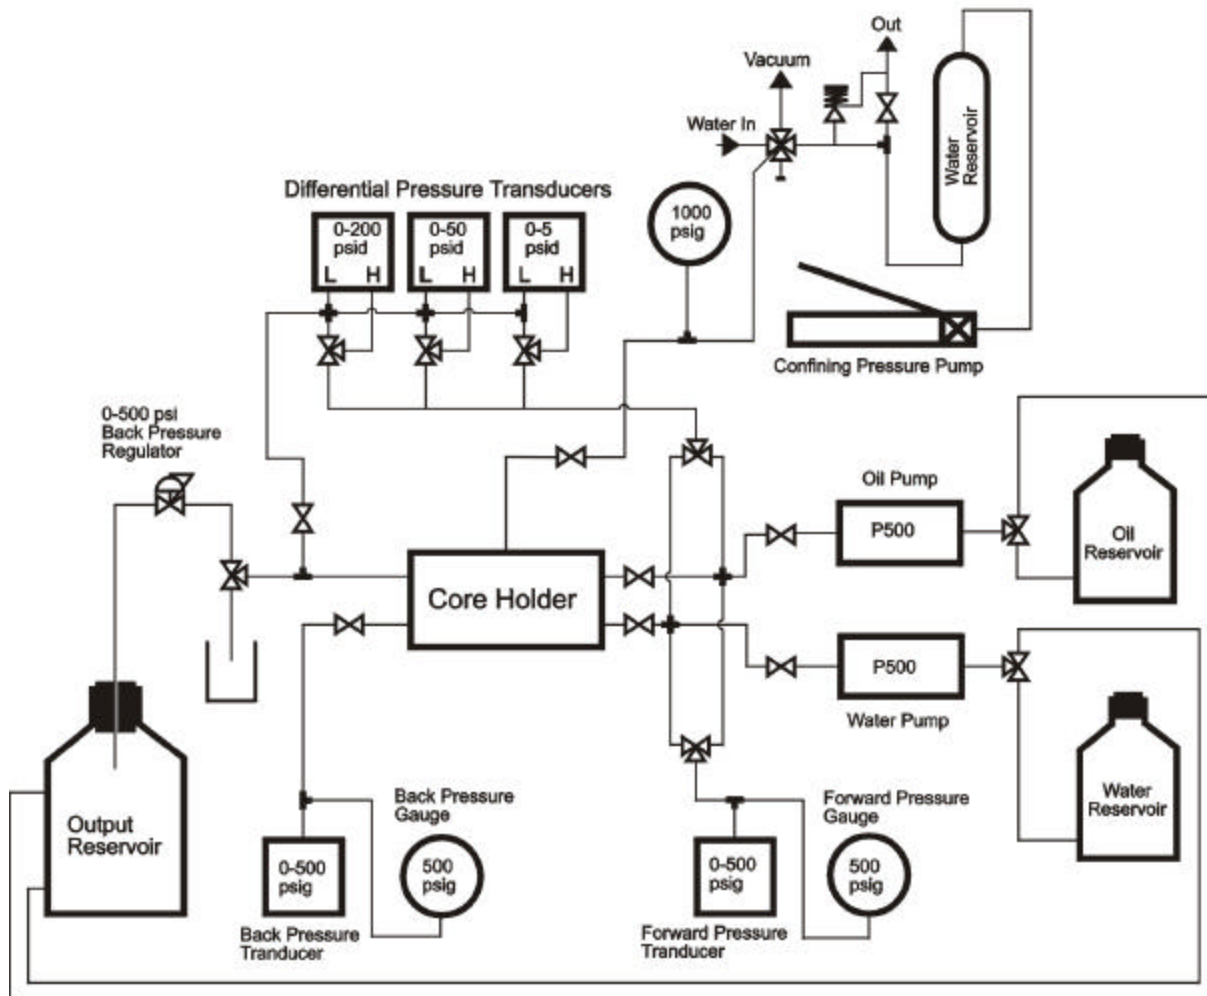 Out
Vacuum
Water In
Water
Reservoir
Differential Pressure Transducers
0-200
psid
L H
0-50
psid
L H
0-5
psid
L H
1000
psig
Confining Pressure Pump
0-500 psi
Back Pressure
Regulator
Oil Pump
P500
Oil
Reservoir
Core Holder
P500
Water Pump
Water
Reservoir
Output
Reservoir
Back Pressure
Gauge
500
psig
0-500
psig
Back Pressure
Tranducer
Forward Pressure
Gauge
500
psig
0-500
psig
Forward Pressure
Tranducer